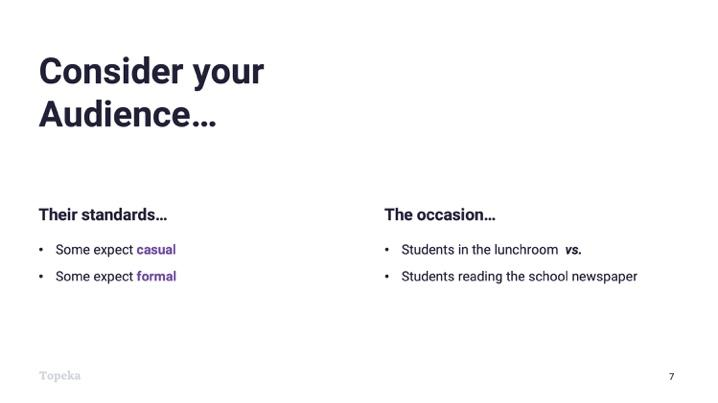 Consider your
Audience…
Their standards…
• Some expect casual
• Some expect formal
The occasion…
• Students in the lunchroom vs.
• Students reading the school newspaper
Topeka
7